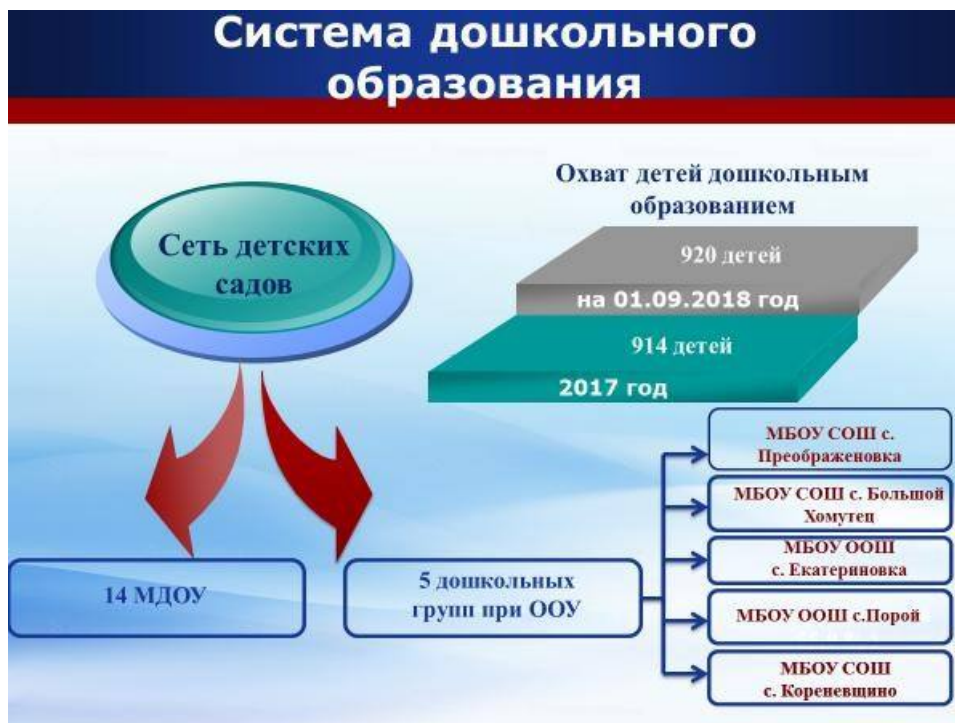 Система дошкольного
образования
Охват детей дошкольным
образованием
Сеть детских
садов
920 детей
на 01.09.2018 год
914 детей
2017 год
14 МДОУ
5 дошкольных
групп при ООУ
МБОУ СОШ с.
Преображеновка
МБОУ СОШ с. Большой
Хомутец
МБОУ ООШ
с. Екатериновка
МБОУ ООШ с.Порой
МБОУ СОШ
с. Кореневщино